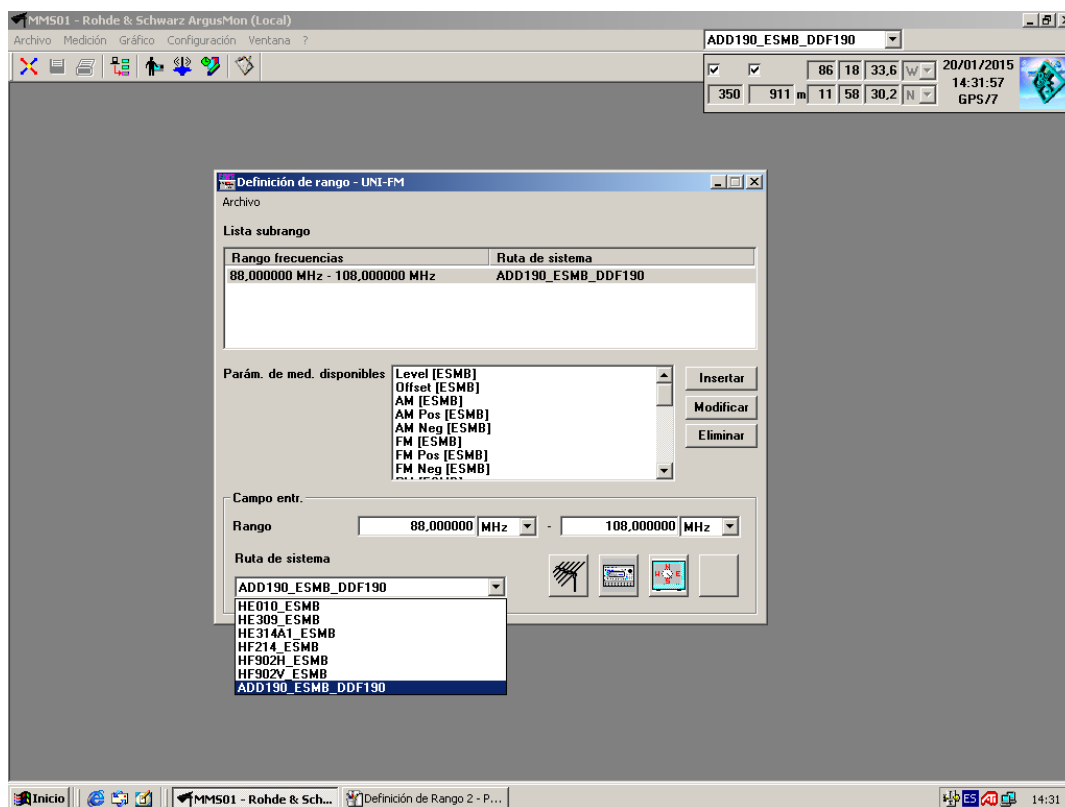 MMS01 - Rohde & Schwarz ArgusMon (Local)
Archivo Medición Gráfico Configuración Ventana ?
ADD190_ESMB_DDF190
86 18 33,6 W
20/01/2015
14:31:57
350 911 m 11 58 30,2 N
GPS/7
Definición de rango - UNI-FM
Archivo
Lista subrango
Rango frecuencias Ruta de sistema
88,000000 MHz - 108,000000 MHz ADD190_ESMB_DDF190
Parám. de med. disponibles
Level [ESMB]
Offset [ESMB]
AM [ESMB]
AM Pos [ESMB]
AM Neg [ESMB]
FM [ESMB]
FM Pos [ESMB]
FM Neg [ESMB]
Insertar
Modificar
Eliminar
Campo entr.
Rango 88,000000 MHz - 108,000000 MHz
Ruta de sistema
N
W E
S
ADD190_ESMB_DDF190
HE010_ESMB
HE309_ESMB
HE314A1_ESMB
HF214_ESMB
HF902H_ESMB
HF902V_ESMB
ADD190_ESMB_DDF190
Inicio
MMS01 - Rohde & Sch...
Definición de Rango 2 - P...
ES
14:31